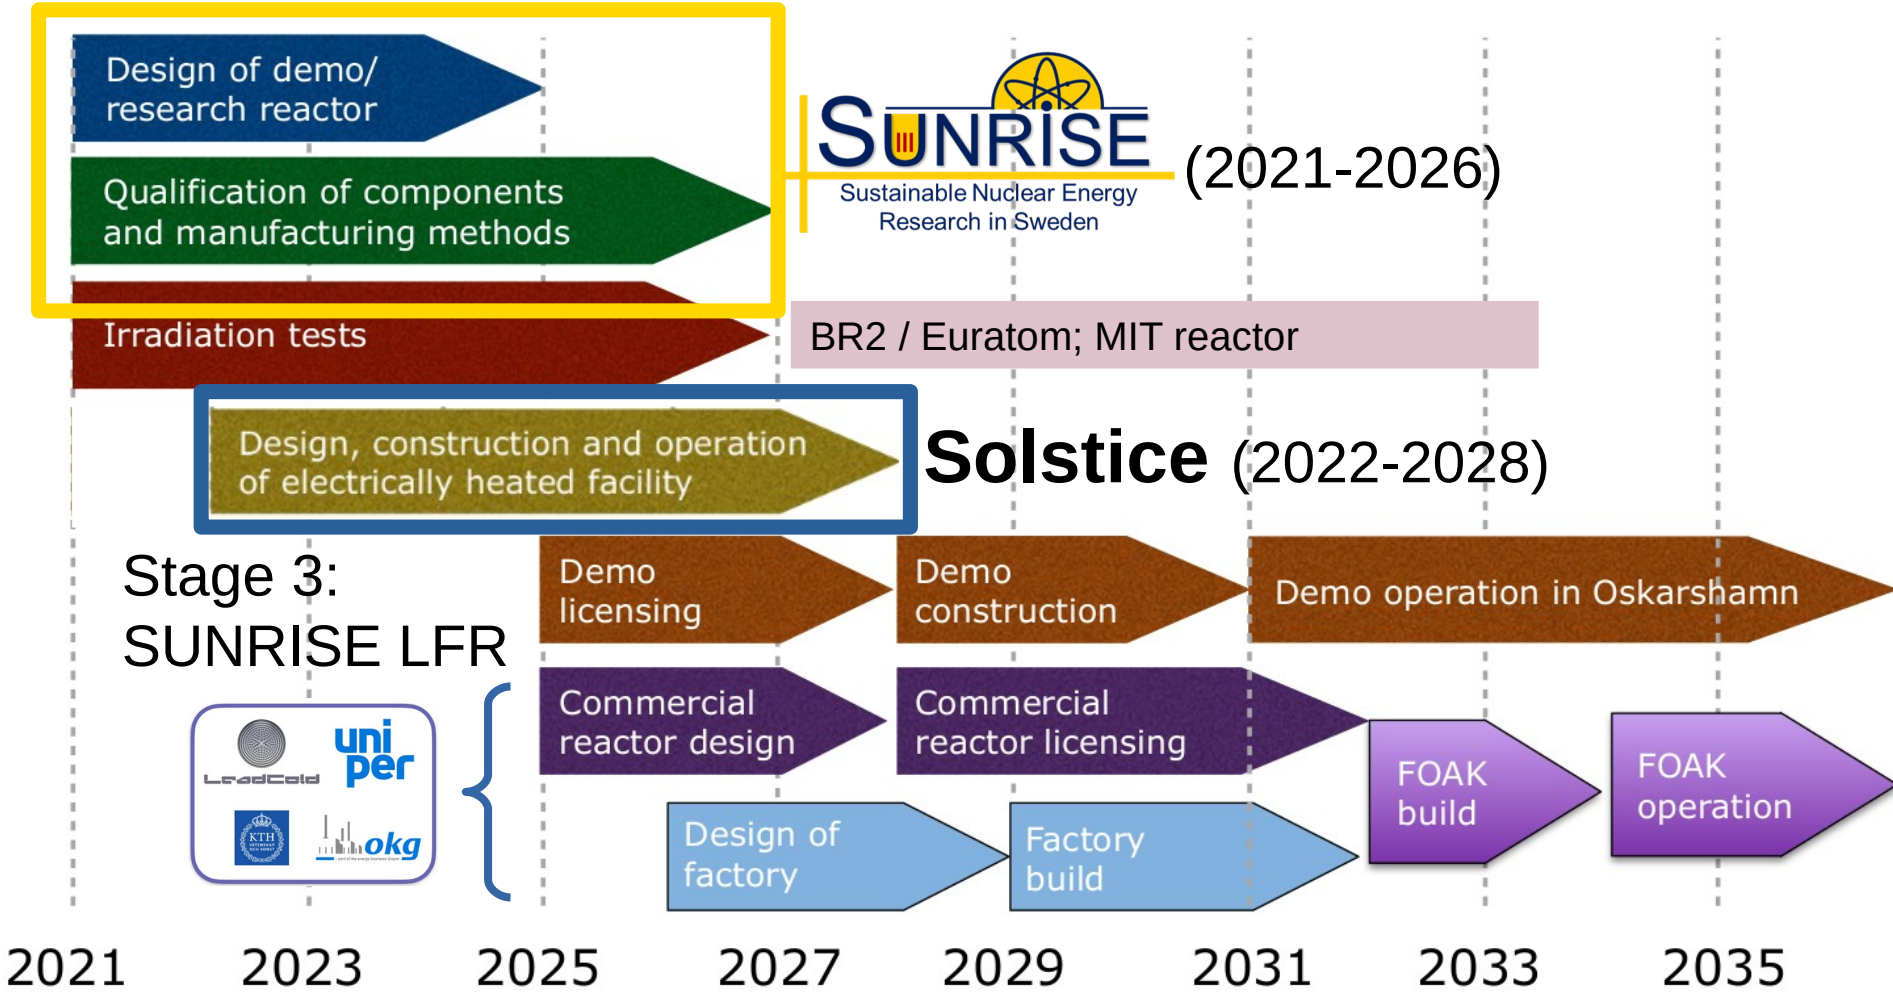 Design of demo/
research reactor
SUNRISE
Sustainable Nuclear Energy
Research in Sweden
(2021-2026)
Qualification of components
and manufacturing methods
Irradiation tests
BR2 / Euratom; MIT reactor
Design, construction and operation
of electrically heated facility
Solstice (2022-2028)
Stage 3:
SUNRISE LFR
Demo
licensing
Demo
construction
Demo operation in Oskarshamn
LeadCold
uni
per
KTH
VETENSKAP
OCH KONST
okg
Commercial
reactor design
Commercial
reactor licensing
FOAK
build
FOAK
operation
Design of
factory
Factory
build
2021 2023 2025 2027 2029 2031 2033 2035